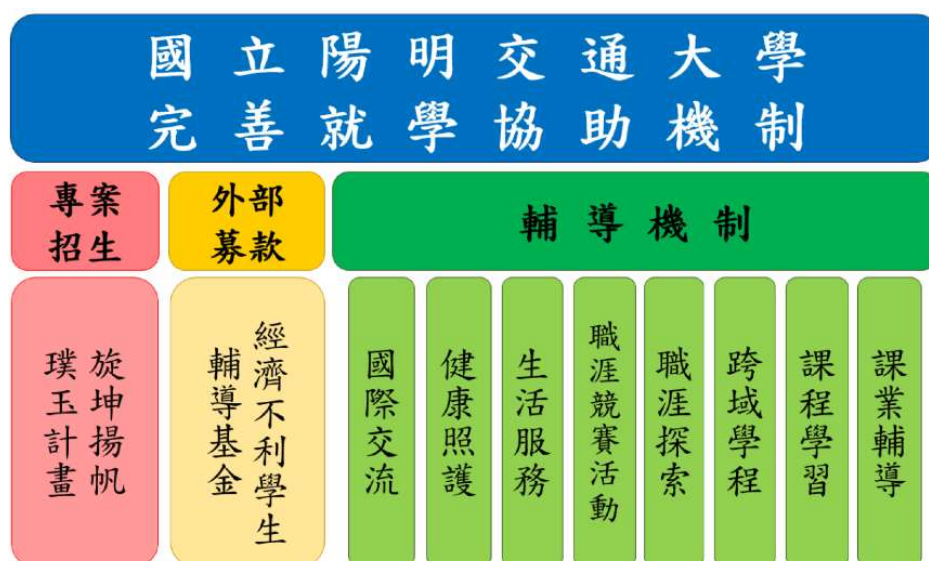 國立陽明交通大學
完善就學協助機制
專案
招生
外部
募款
輔導機制
旋坤揚帆
璞玉計畫
經濟不利學生
輔導基金
國際交流
健康照護
生活服務
職涯競賽活動
職涯探索
跨域學程
課程學習
課業輔導